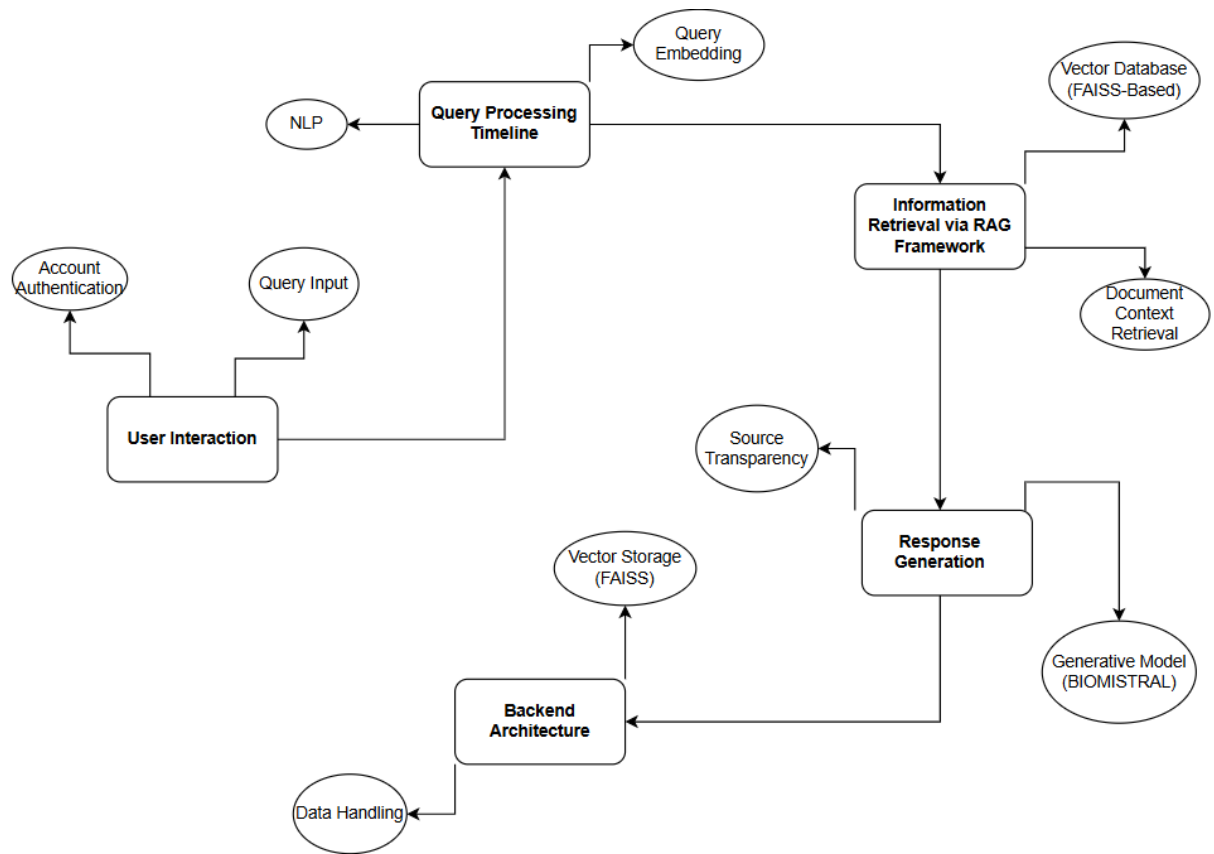 Query
Embedding
Vector Database
(FAISS-Based)
Query Processing
Timeline
NLP
Information
Retrieval via RAG
Framework
Account
Authentication
Query Input
Document
Context
Retrieval
User Interaction
Source
Transparency
Response
Generation
Vector Storage
(FAISS)
Generative Model
(BIOMISTRAL)
Backend
Architecture
Data Handling